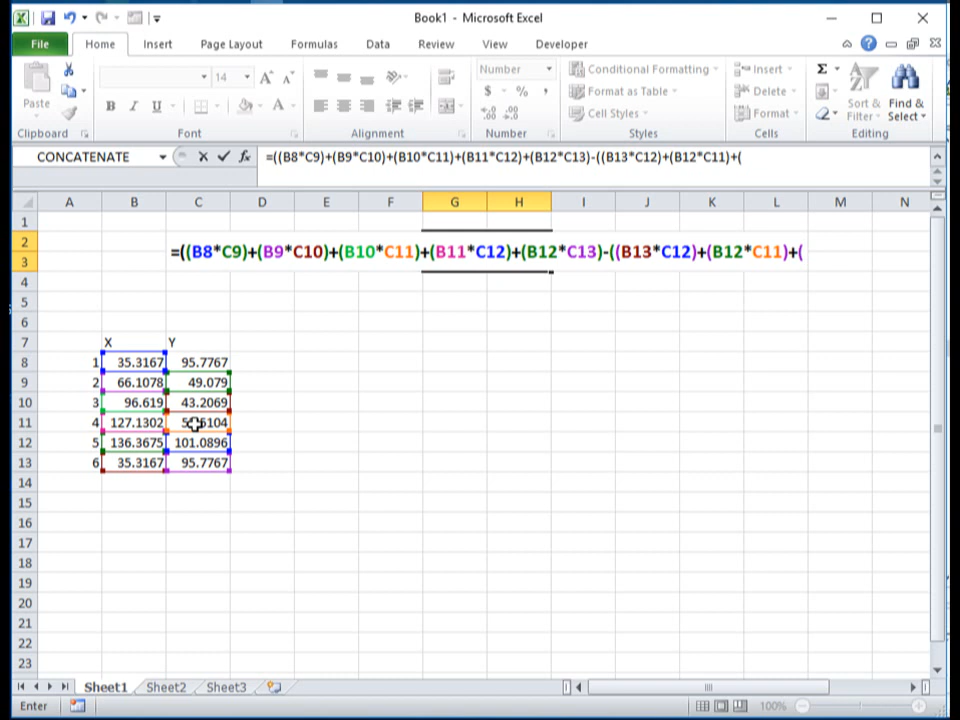 Book1 - Microsoft Excel
File Home Insert Page Layout Formulas Data Review View Developer
14 A A Number Conditional Formatting Insert Σ
Paste B I U A $ % , Format as Table Delete Sort & Find &
Cell Styles Format Filter Select
Clipboard Font Alignment Number Styles Cells Editing
CONCATENATE fx =((B8*C9)+(B9*C10)+(B10*C11)+(B11*C12)+(B12*C13)-((B13*C12)+(B12*C11)+(
A B C D E F G H I J K L M N
1
2
=((B8*C9)+(B9*C10)+(B10*C11)+(B11*C12)+(B12*C13)-((B13*C12)+(B12*C11)+(
3
4
5
6
7 X Y
8 1 35.3167 95.7767
9 2 66.1078 49.079
10 3 96.619 43.2069
11 4 127.1302
12 5 136.3675 101.0896
13 6 35.3167 95.7767
14
15
16
17
18
19
20
21
22
23
Sheet1 Sheet2 Sheet3
Enter 100%